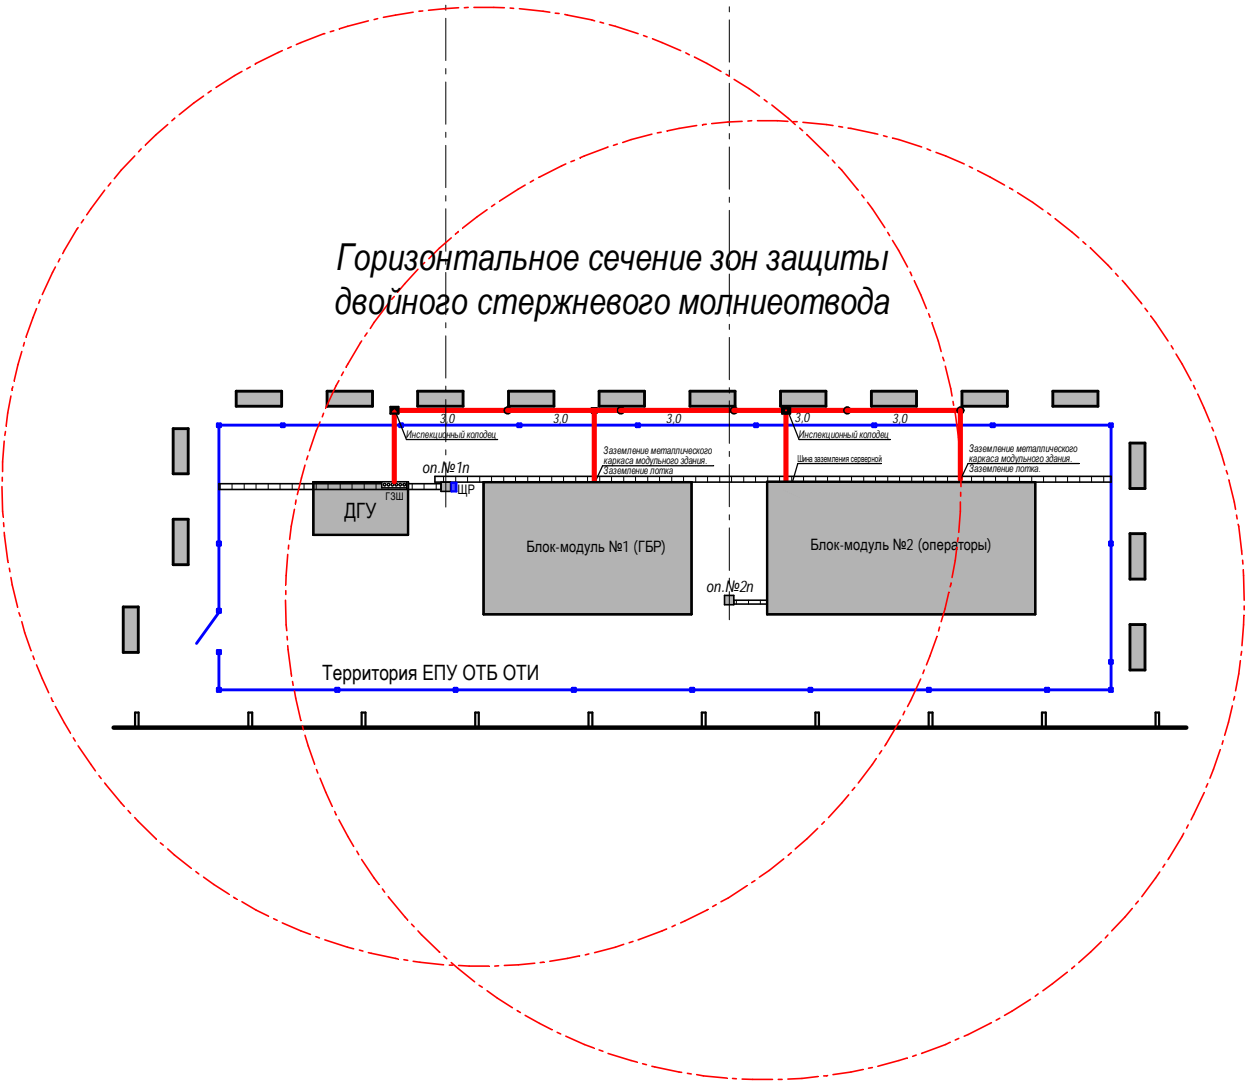 Горизонтальное сечение зон защиты
двойного стержневого молниеотвода
3,0
3,0
3,0
3,0
3,0
Инспекционный колодец
Инспекционный колодец
Заземление металлического
каркаса модульного здания.
Заземление лотка
Шина заземления серверной
Заземление металлического
каркаса модульного здания.
Заземление лотка.
оп.№1п
ГЗШ
ЩР
ДГУ
Блок-модуль №1 (ГБР)
Блок-модуль №2 (операторы)
оп.№2п
Территория ЕПУ ОТБ ОТИ